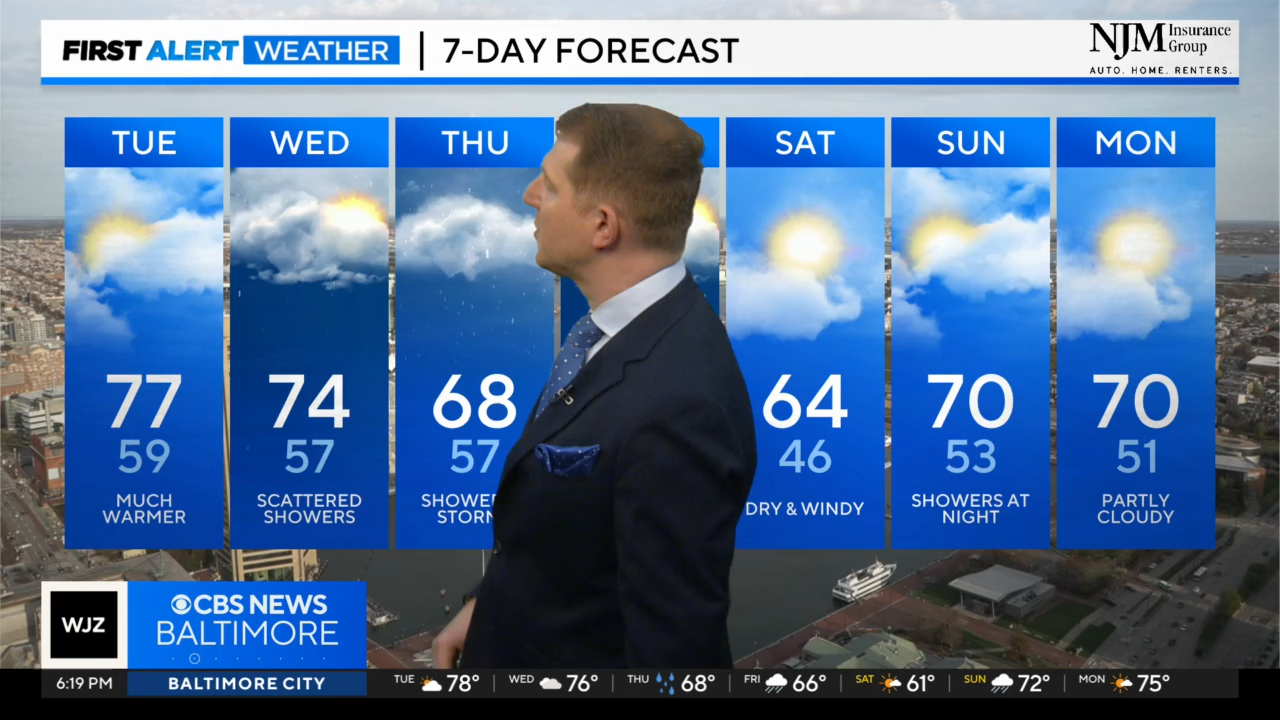 FIRST ALERT WEATHER | 7-DAY FORECAST
NJM Insurance Group
AUTO. HOME. RENTERS.
TUE WED THU SAT SUN MON
77 74 68 64 70 70
59 57 57 46 53 51
MUCH WARMER
SCATTERED SHOWERS
DRY & WINDY
SHOWERS AT NIGHT
PARTLY CLOUDY
WJZ
CBS NEWS
BALTIMORE
6:19 PM BALTIMORE CITY TUE 78° WED 76° THU 68° FRI 66° SAT 61° SUN 72° MON 75°